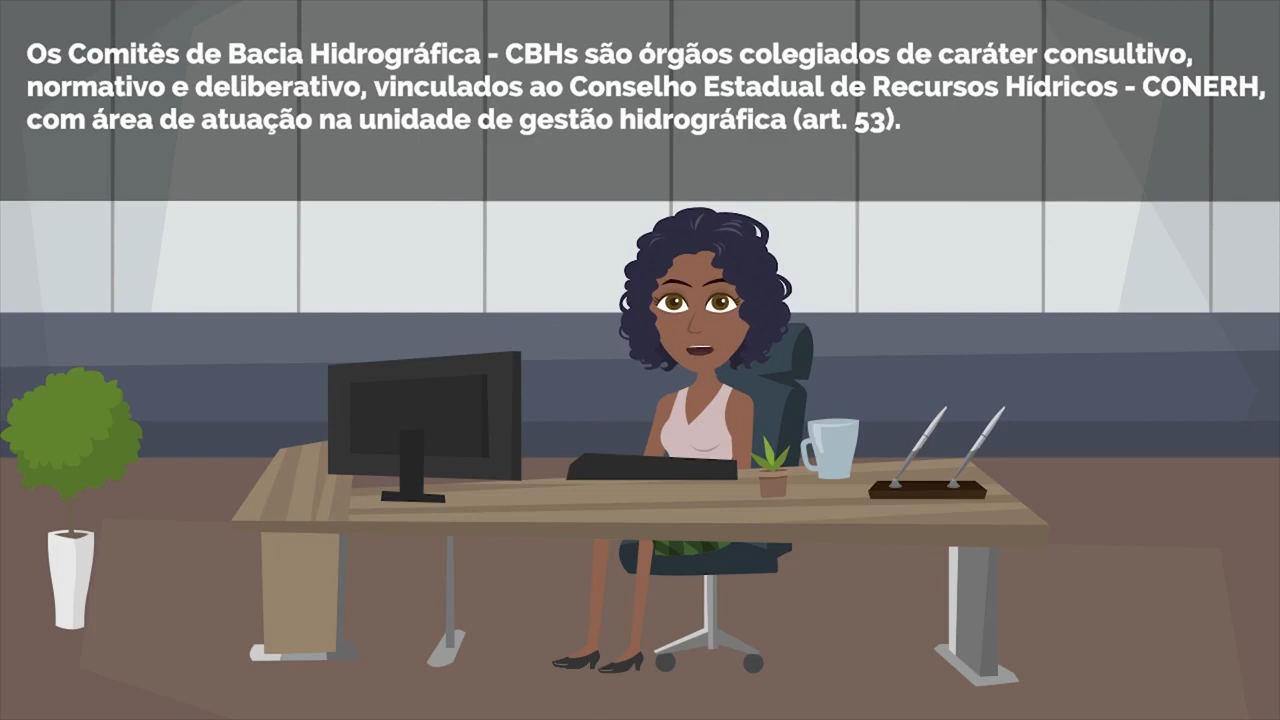 Os Comitês de Bacia Hidrográfica - CBHs são órgãos colegiados de caráter consultivo,
normativo e deliberativo, vinculados ao Conselho Estadual de Recursos Hídricos - CONERH,
com área de atuação na unidade de gestão hidrográfica (art. 53).